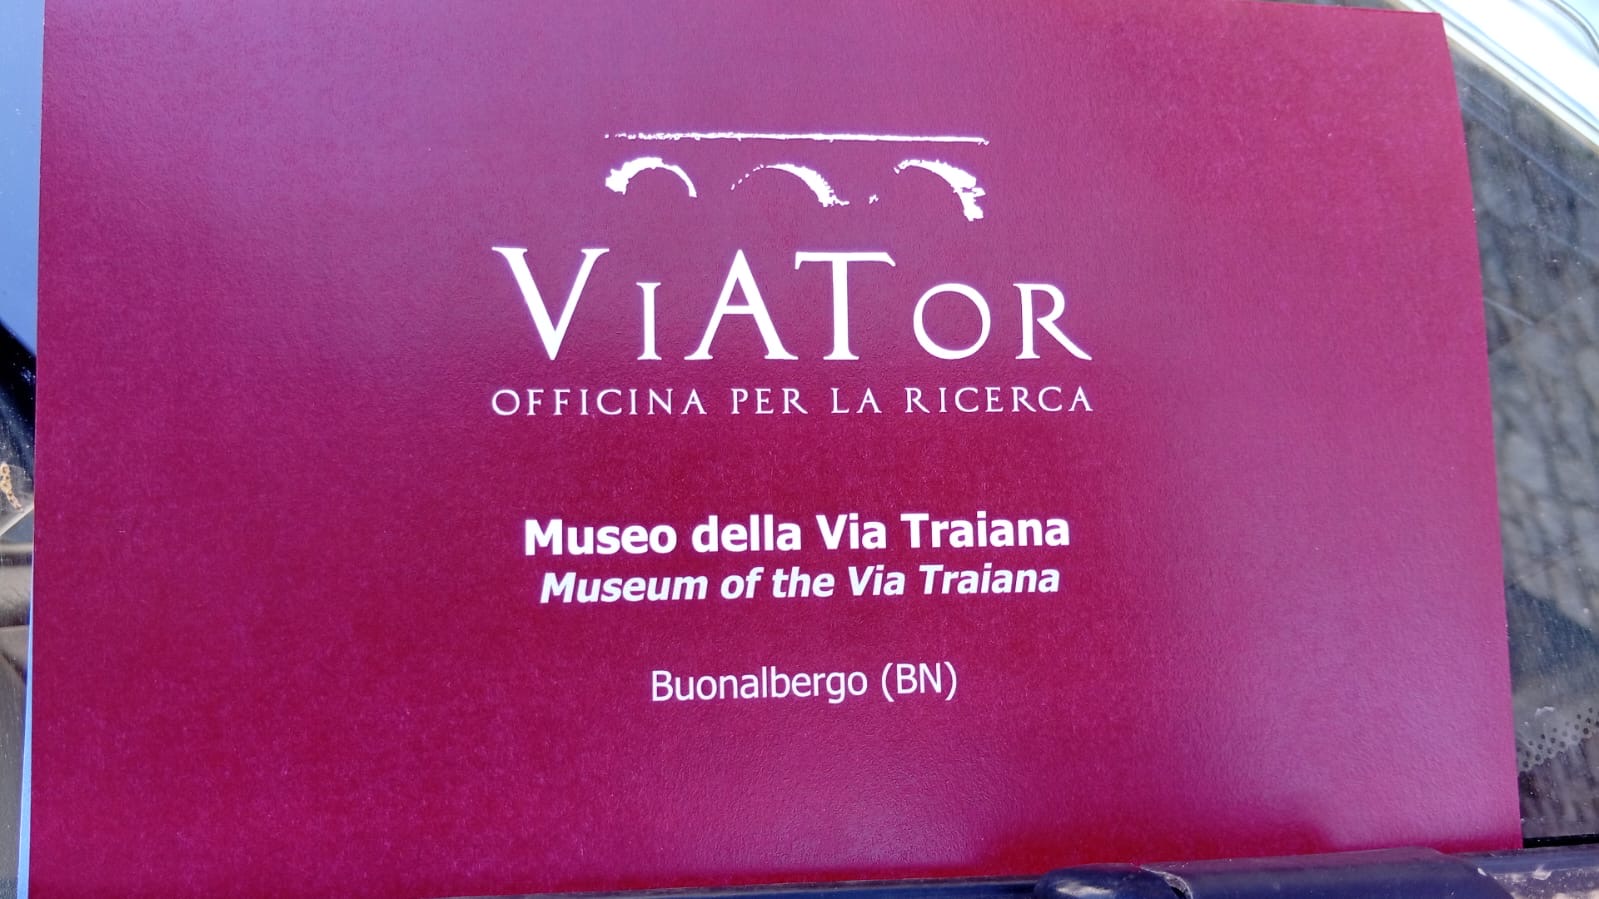 VIATOR
OFFICINA PER LA RICERCA
Museo della Via Traiana
Museum of the Via Traiana
Buonalbergo (BN)